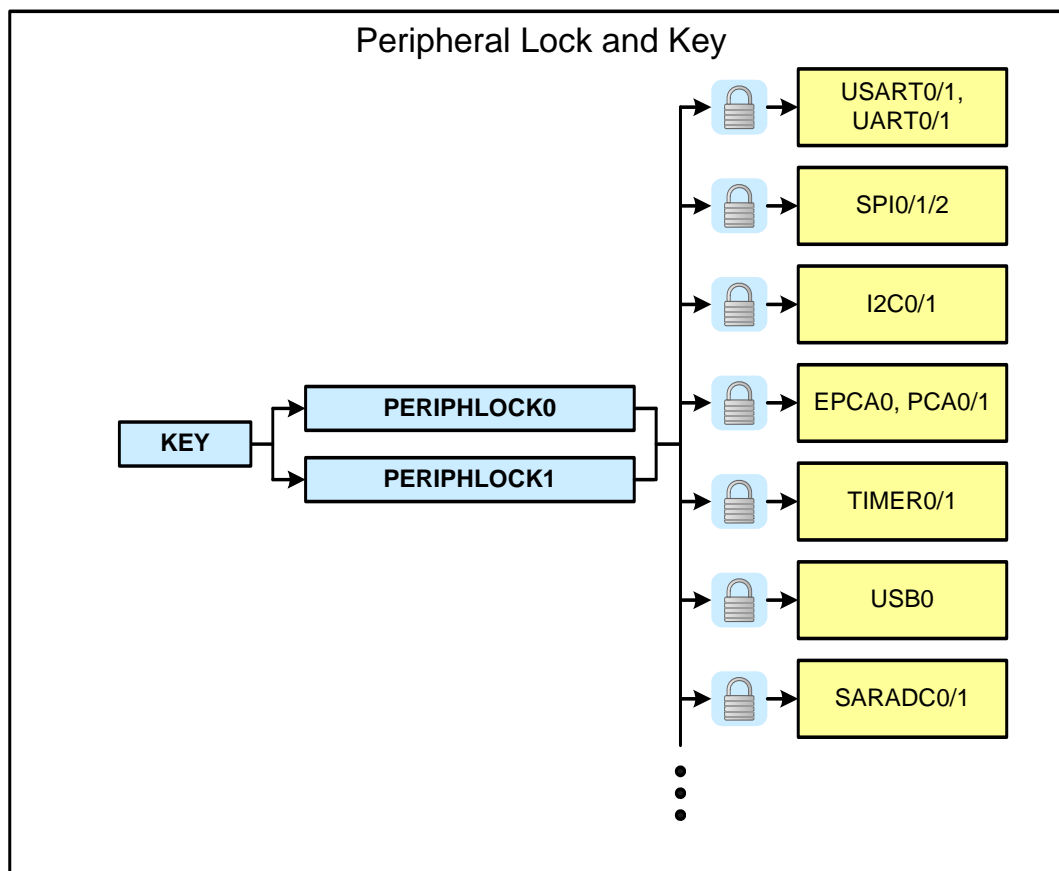 Peripheral Lock and Key
USART0/1,
UART0/1
SPI0/1/2
I2C0/1
EPCA0, PCA0/1
KEY
PERIPHLOCK0
PERIPHLOCK1
TIMER0/1
USB0
SARADC0/1